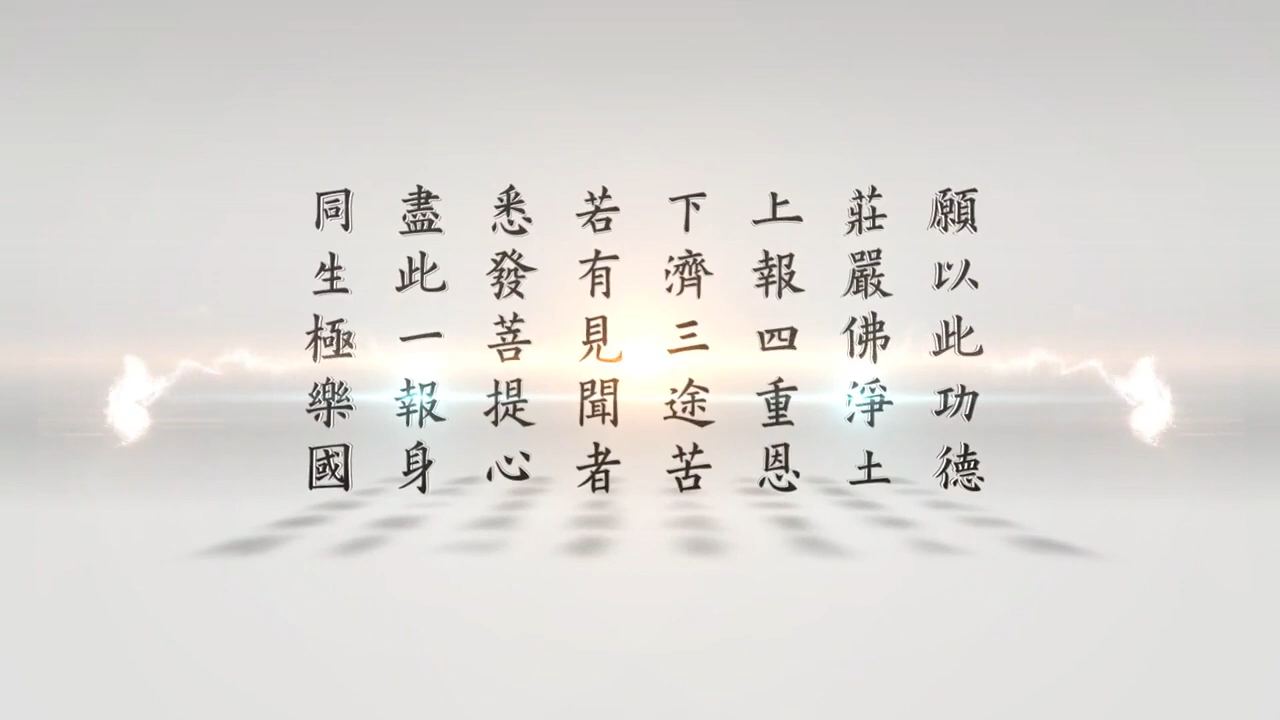 願以此功德
莊嚴佛淨土
上報四重恩
下濟三途苦
若有見聞者
悉發菩提心
盡此一報身
同生極樂國